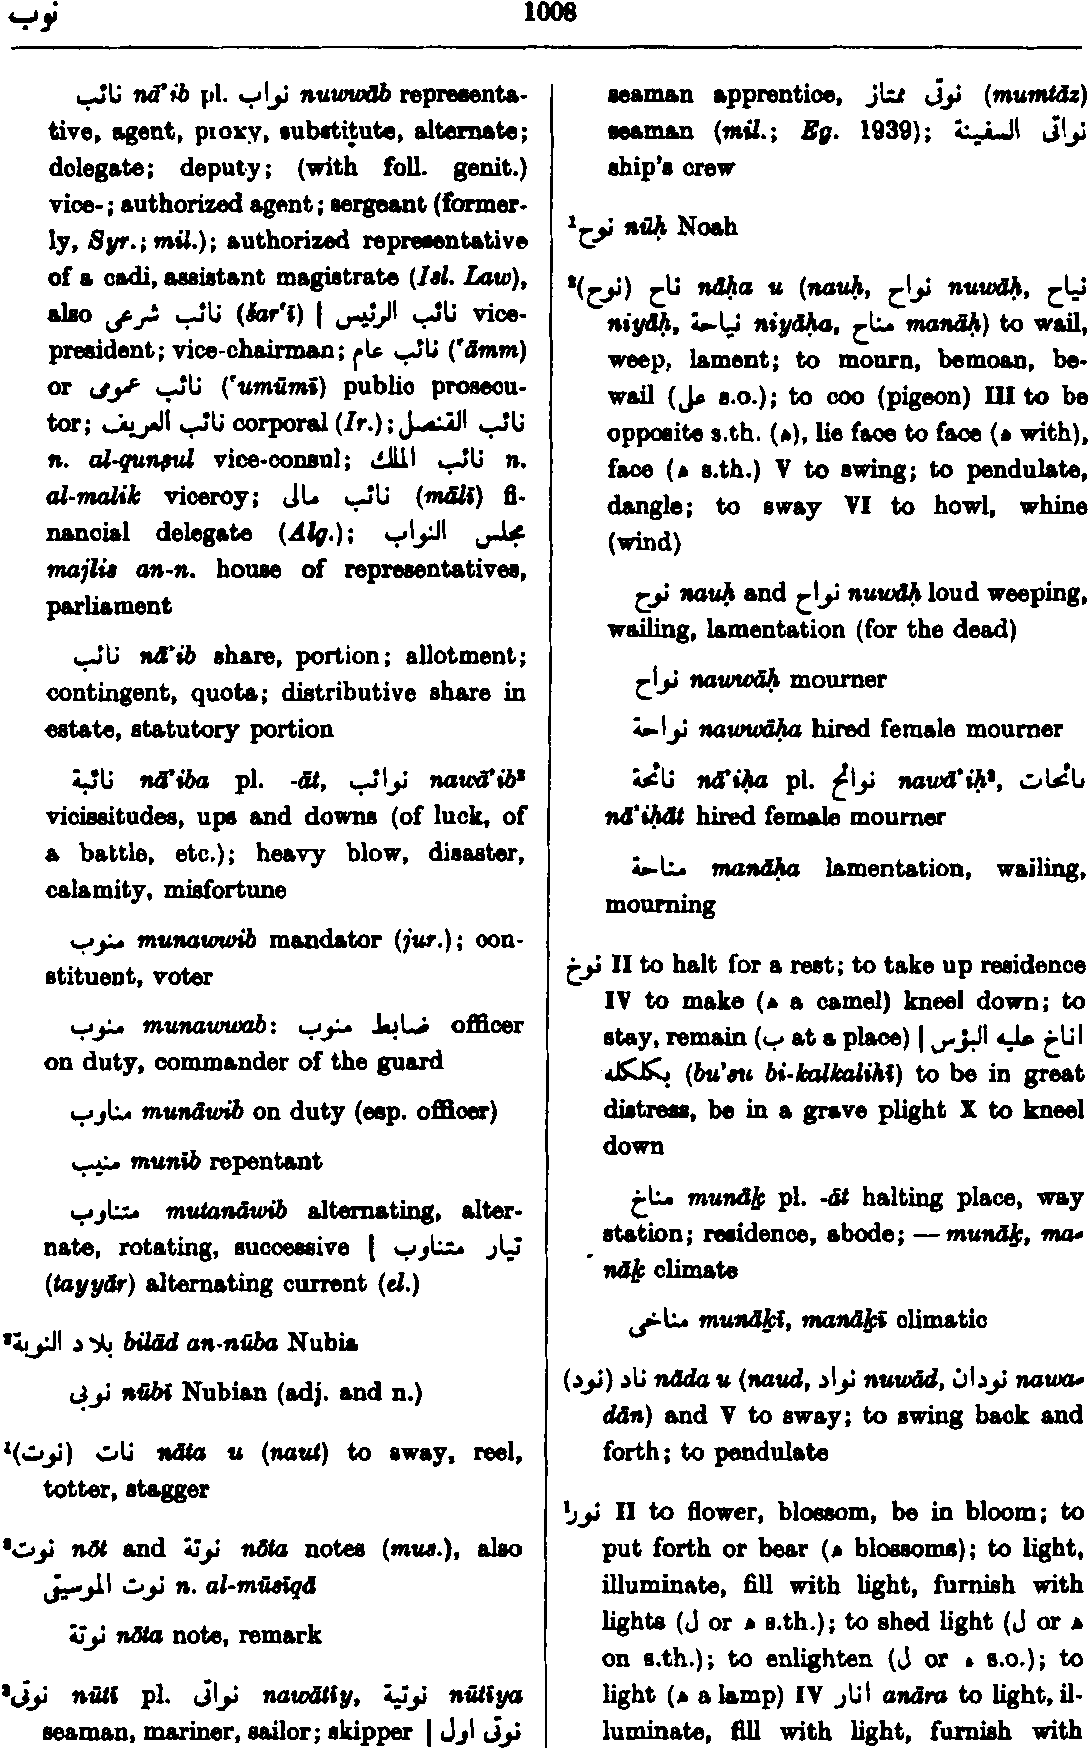 نوب 1008
نائب nā'ib pl. نواب nuwwāb representa-
tive, agent, proxy, substitute, alternate;
delegate; deputy; (with foll. genit.)
vice-; authorized agent; sergeant (former-
ly, Syr.; mil.); authorized representative
of a cadi, assistant magistrate (Isl. Law),
also نائب شرعى (šar'ī) | نائب الرئيس vice-
president; vice-chairman; نائب عام ('āmm)
or نائب عمومى ('umūmī) public prosecu-
tor; نائب العريف corporal (Ir.); نائب القنصل
n. al-qunṣul vice-consul; نائب الملك n.
al-malik viceroy; نائب مالى (mālī) fi-
nancial delegate (Alg.); مجلس النواب
majlis an-n. house of representatives,
parliament
نائب nā'ib share, portion; allotment;
contingent, quota; distributive share in
estate, statutory portion
نائبة nā'iba pl. -āt, نوائب nawā'ib²
vicissitudes, ups and downs (of luck, of
a battle, etc.); heavy blow, disaster,
calamity, misfortune
منوب munawwib mandator (jur.); con-
stituent, voter
منوب munawwab: ضابط منوب officer
on duty, commander of the guard
مناوب munāwib on duty (esp. officer)
منيب munīb repentant
متناوب mutanāwib alternating, alter-
nate, rotating, successive | تيار متناوب
(tayyār) alternating current (el.)
²بلاد النوبة bilād an-nūba Nubia
نوبى nūbī Nubian (adj. and n.)
¹(نوت) نات nāta u (naut) to sway, reel,
totter, stagger
²نوت nōt and نوتة nōta notes (mus.), also
نوت الموسيقى n. al-mūsīqā
نوتة nōta note, remark
³نوتى nūtī pl. نواتى nawātīy, نوتية nūtīya
seaman, mariner, sailor; skipper | نوتى اول
seaman apprentice, نوتى ممتاز (mumtāz)
seaman (mil.; Eg. 1939); نواتى السفينة
ship's crew
¹نوح nūḥ Noah
²(نوح) ناح nāḥa u (nauḥ, نواح nuwāḥ, نياح
niyāḥ, نياحة niyāḥa, مناح manāḥ) to wail,
weep, lament; to mourn, bemoan, be-
wail (على s.o.); to coo (pigeon) III to be
opposite s.th. (ه), lie face to face (ه with),
face (ه s.th.) V to swing; to pendulate,
dangle; to sway VI to howl, whine
(wind)
نوح nauḥ and نواح nuwāḥ loud weeping,
wailing, lamentation (for the dead)
نواح nawwāḥ mourner
نواحة nawwāḥa hired female mourner
نائحة nā'iḥa pl. نوائح nawā'iḥ², نائحات
nā'iḥāt hired female mourner
مناحة manāḥa lamentation, wailing,
mourning
نوخ II to halt for a rest; to take up residence
IV to make (ه a camel) kneel down; to
stay, remain (ب at a place) | اناخ عليه البؤس
بكلكله (bu'su bi-kalkalihī) to be in great
distress, be in a grave plight X to kneel
down
مناخ munāḵ pl. -āt halting place, way
station; residence, abode; — munāḵ, ma-
nāḵ climate
مناخى munāḵī, manāḵī climatic
(نود) ناد nāda u (naud, نواد nuwād, نودان nawa-
dān) and V to sway; to swing back and
forth; to pendulate
¹نور II to flower, blossom, be in bloom; to
put forth or bear (ه blossoms); to light,
illuminate, fill with light, furnish with
lights (ل or ه s.th.); to shed light (ل or ه
on s.th.); to enlighten (ل or ه s.o.); to
light (ه a lamp) IV انار anāra to light, il-
luminate, fill with light, furnish with